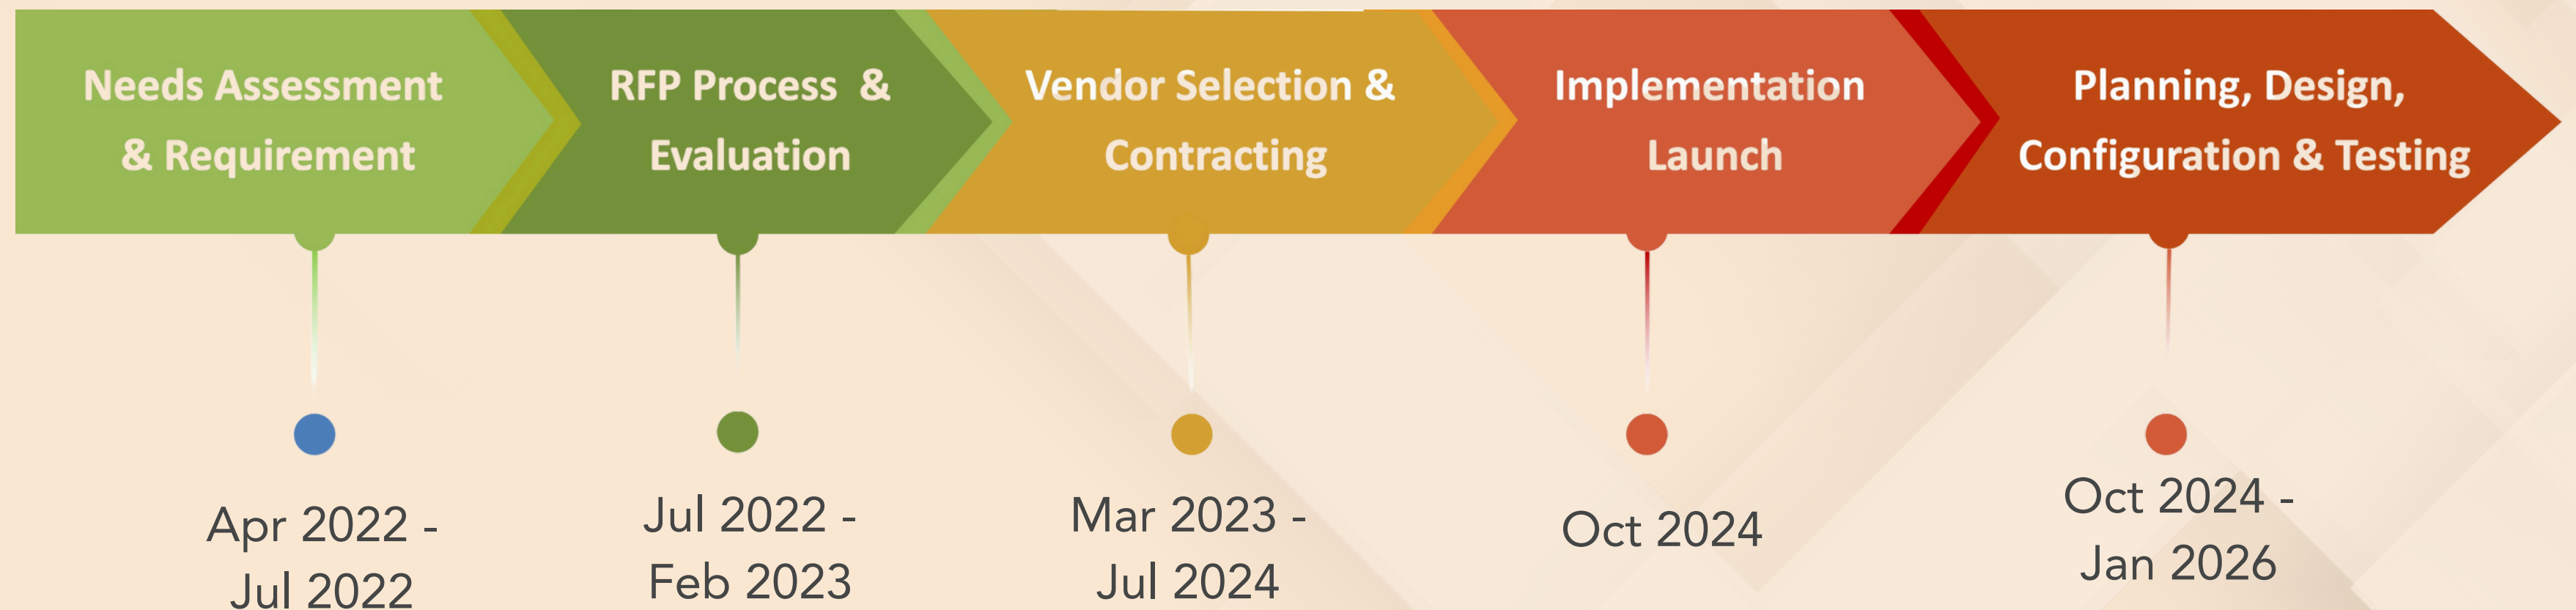 Needs Assessment
& Requirement
RFP Process &
Evaluation
Vendor Selection &
Contracting
Implementation
Launch
Planning, Design,
Configuration & Testing
Apr 2022 -
Jul 2022
Jul 2022 -
Feb 2023
Mar 2023 -
Jul 2024
Oct 2024
Oct 2024 -
Jan 2026